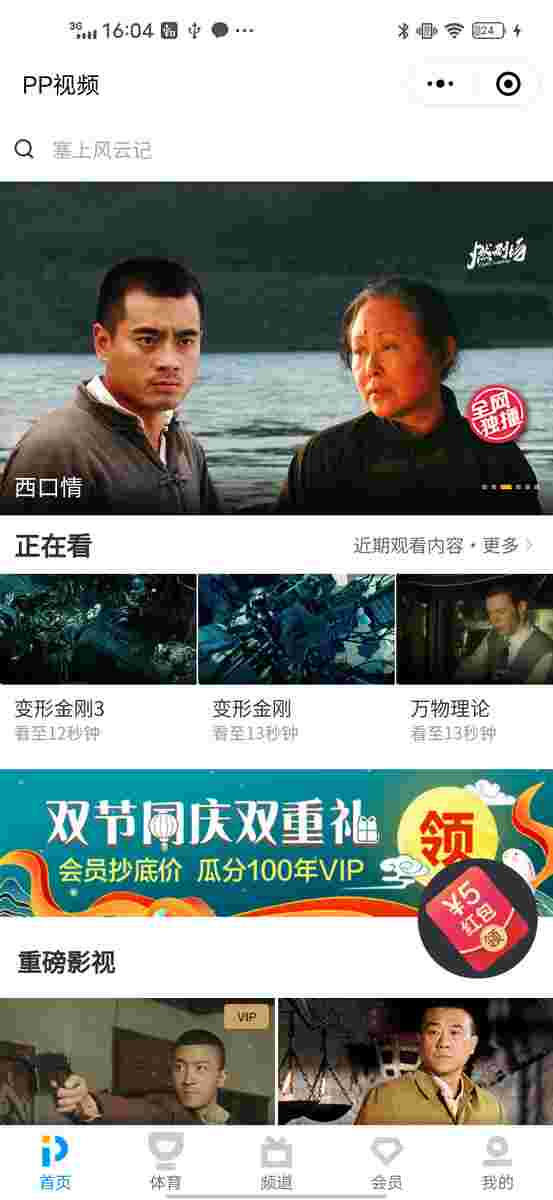 3G 16:04 24
PP视频
塞上风云记
燃剧场
全网
独播
西口情
正在看
近期观看内容·更多
变形金刚3
看至12秒钟
变形金刚
看至13秒钟
万物理论
看至13秒钟
双节同庆双重礼
会员抄底价 瓜分100年VIP
领
¥5
红包
领
重磅影视
VIP
首页
体育
频道
会员
我的